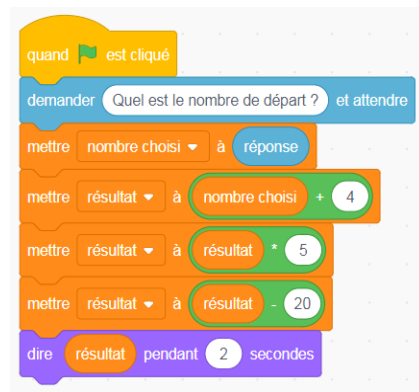 quand est cliqué
demander Quel est le nombre de départ ? et attendre
mettre nombre choisi à réponse
mettre résultat à nombre choisi + 4
mettre résultat à résultat * 5
mettre résultat à résultat - 20
dire résultat pendant 2 secondes